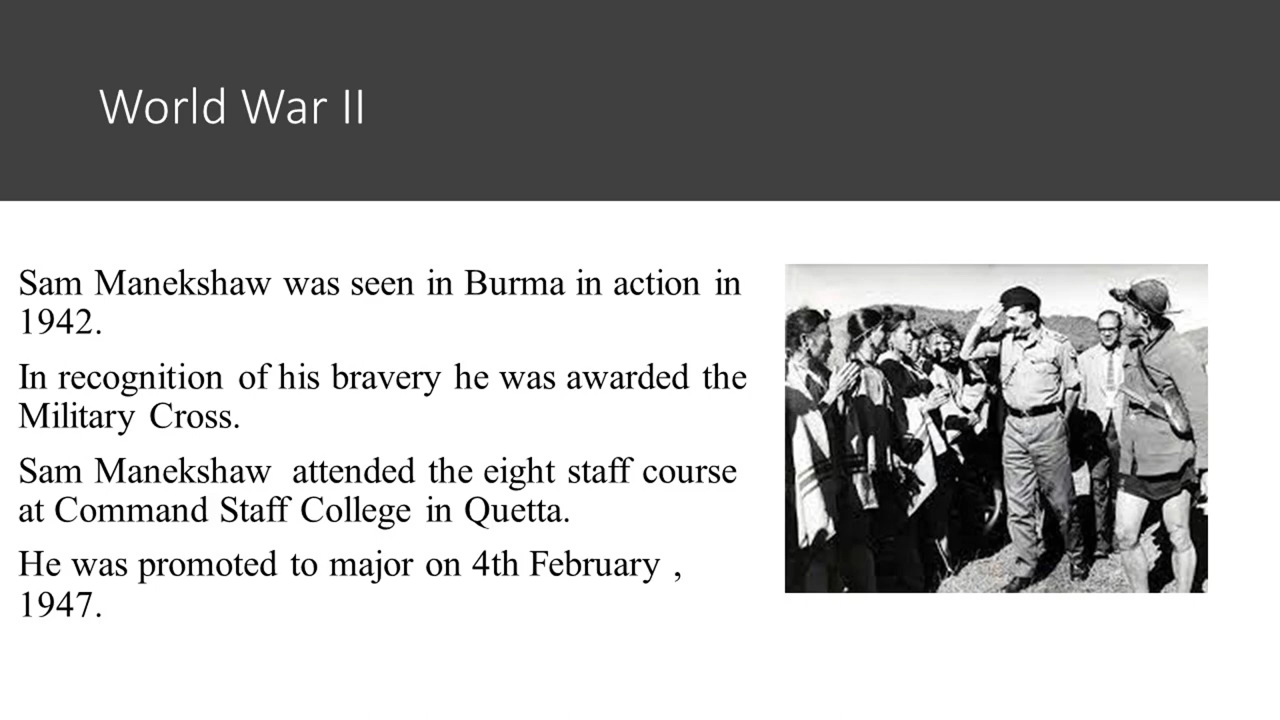 World War II
Sam Manekshaw was seen in Burma in action in
1942.
In recognition of his bravery he was awarded the
Military Cross.
Sam Manekshaw  attended the eight staff course
at Command Staff College in Quetta.
He was promoted to major on 4th February ,
1947.